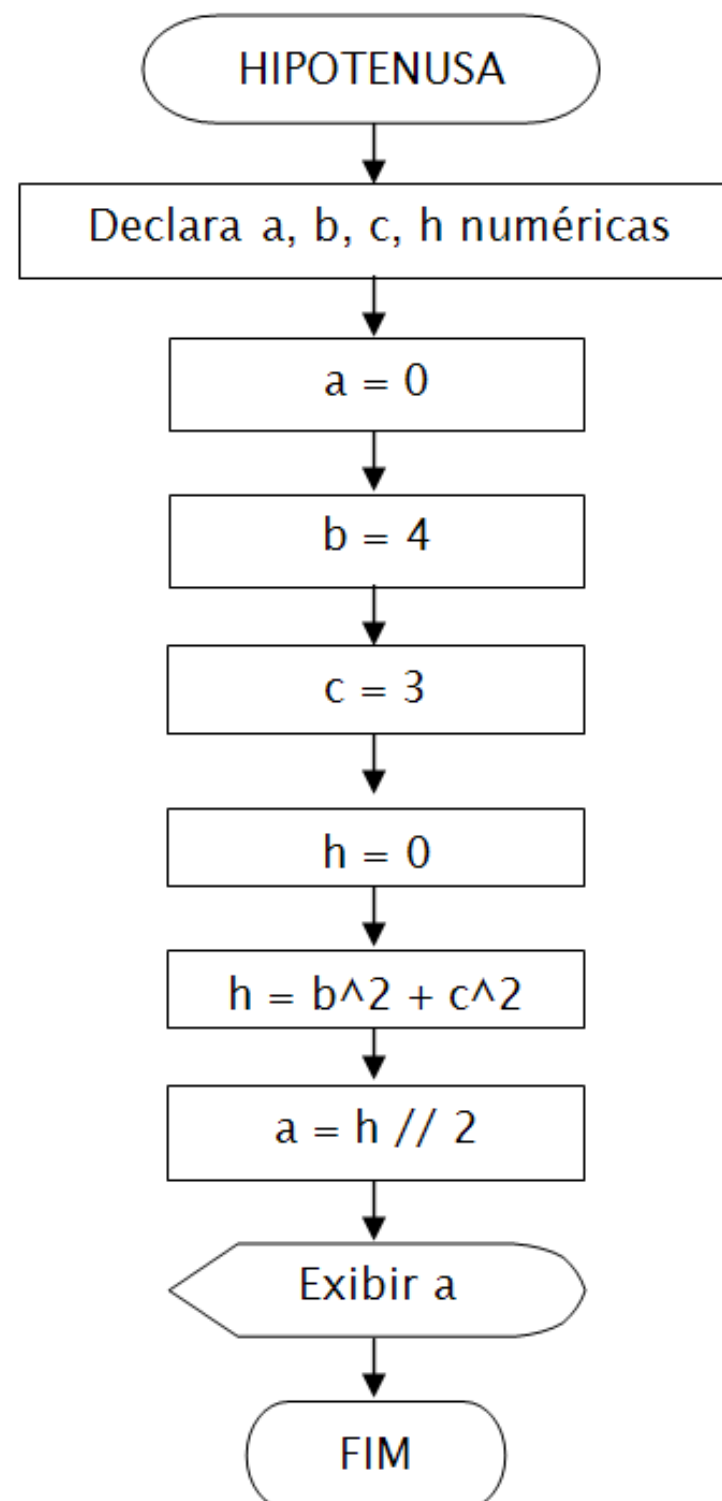 HIPOTENUSA
Declara a, b, c, h numéricas
a = 0
b = 4
c = 3
h = 0
h = b^2 + c^2
a = h // 2
Exibir a
FIM